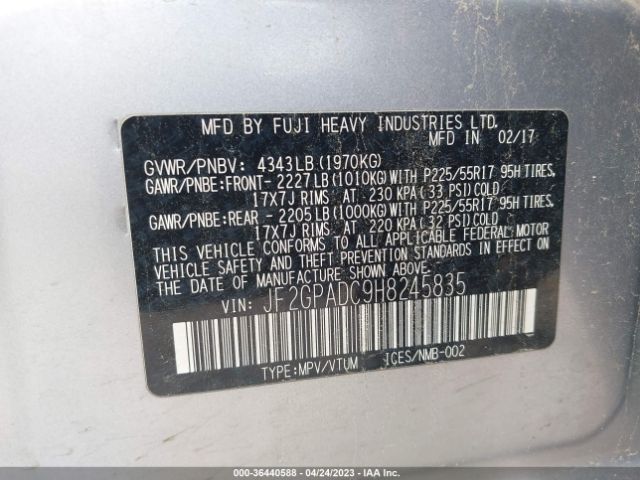 MFD BY FUJI HEAVY INDUSTRIES LTD.
MFD IN 02/17
GVWR/PNBV: 4343LB(1970KG)
GAWR/PNBE:FRONT- 2227LB(1010KG)WITH P225/55R17 95H TIRES,
17X7J RIMS AT 230 KPA(33 PSI)COLD
GAWR/PNBE:REAR - 2205LB(1000KG)WITH P225/55R17 95H TIRES,
17X7J RIMS AT 220 KPA(32 PSI)COLD
THIS VEHICLE CONFORMS TO ALL APPLICABLE FEDERAL MOTOR
VEHICLE SAFETY AND THEFT PREVENTION STANDARDS IN EFFECT ON
THE DATE OF MANUFACTURE SHOWN ABOVE.
VIN: JF2GPADC9H8245835
TYPE:MPV/VTUM ICES/NMB-002
000-36440588 — 04/24/2023 — IAA Inc.